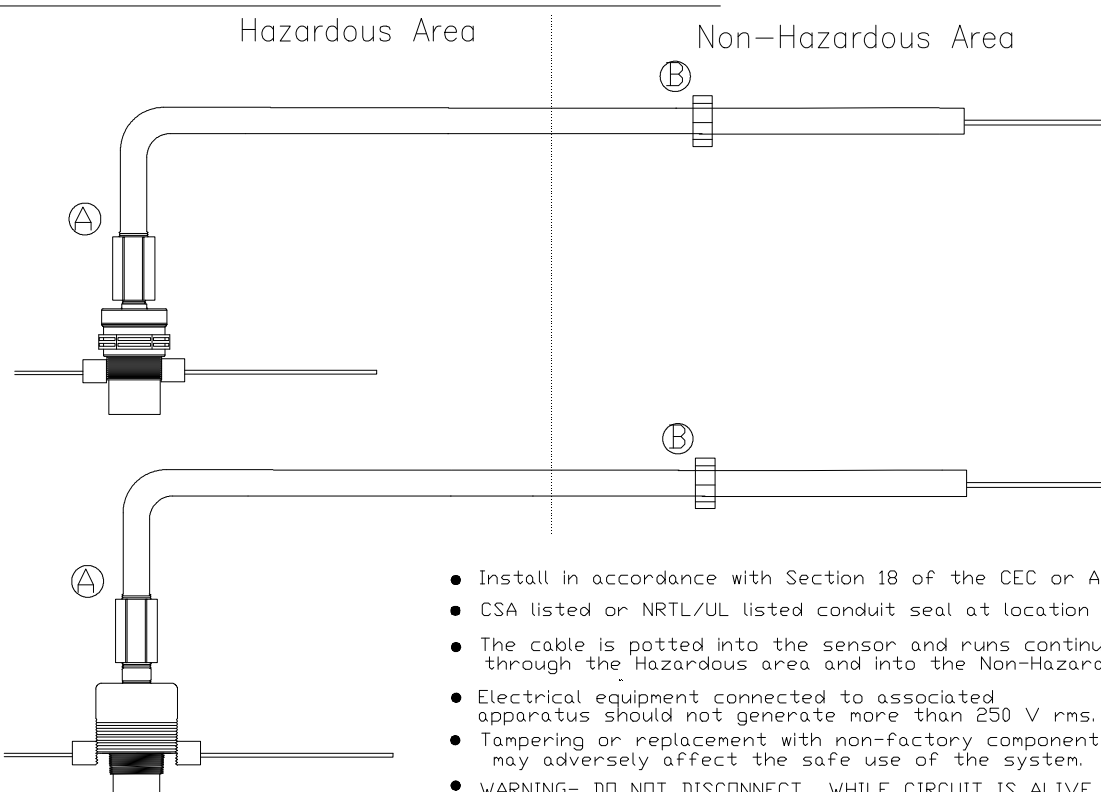 Hazardous Area
Non-Hazardous Area
B
A
B
A
● Install in accordance with Section 18 of the CEC or A
● CSA listed or NRTL/UL listed conduit seal at location
● The cable is potted into the sensor and runs continu
through the Hazardous area and into the Non-Hazard
● Electrical equipment connected to associated
apparatus should not generate more than 250 V rms.
● Tampering or replacement with non-factory component
may adversely affect the safe use of the system.
● WARNING- DO NOT DISCONNECT WHILE CIRCUIT IS ALIVE